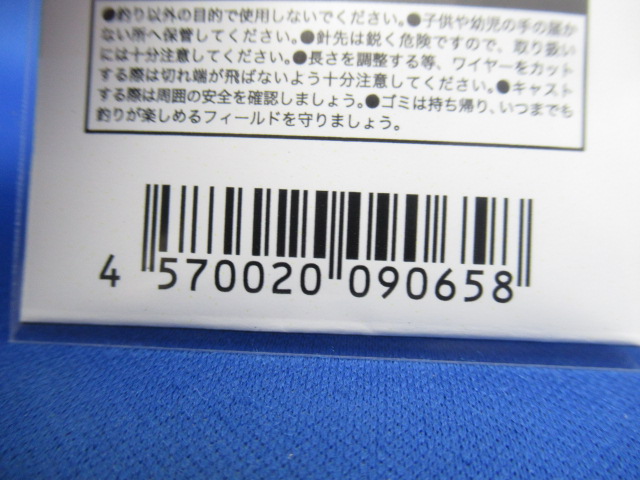 ●釣り以外の目的で使用しないでください。●子供や幼児の手の届か
ない所へ保管してください。●針先は鋭く危険ですので、取り扱い
には十分注意してください。●長さを調整する等、ワイヤーをカット
する際は切れ端が飛ばないよう十分注意してください。●キャスト
する際は周囲の安全を確認しましょう。●ゴミは持ち帰り、いつまでも
釣りが楽しめるフィールドを守りましょう。
4 570020 090658